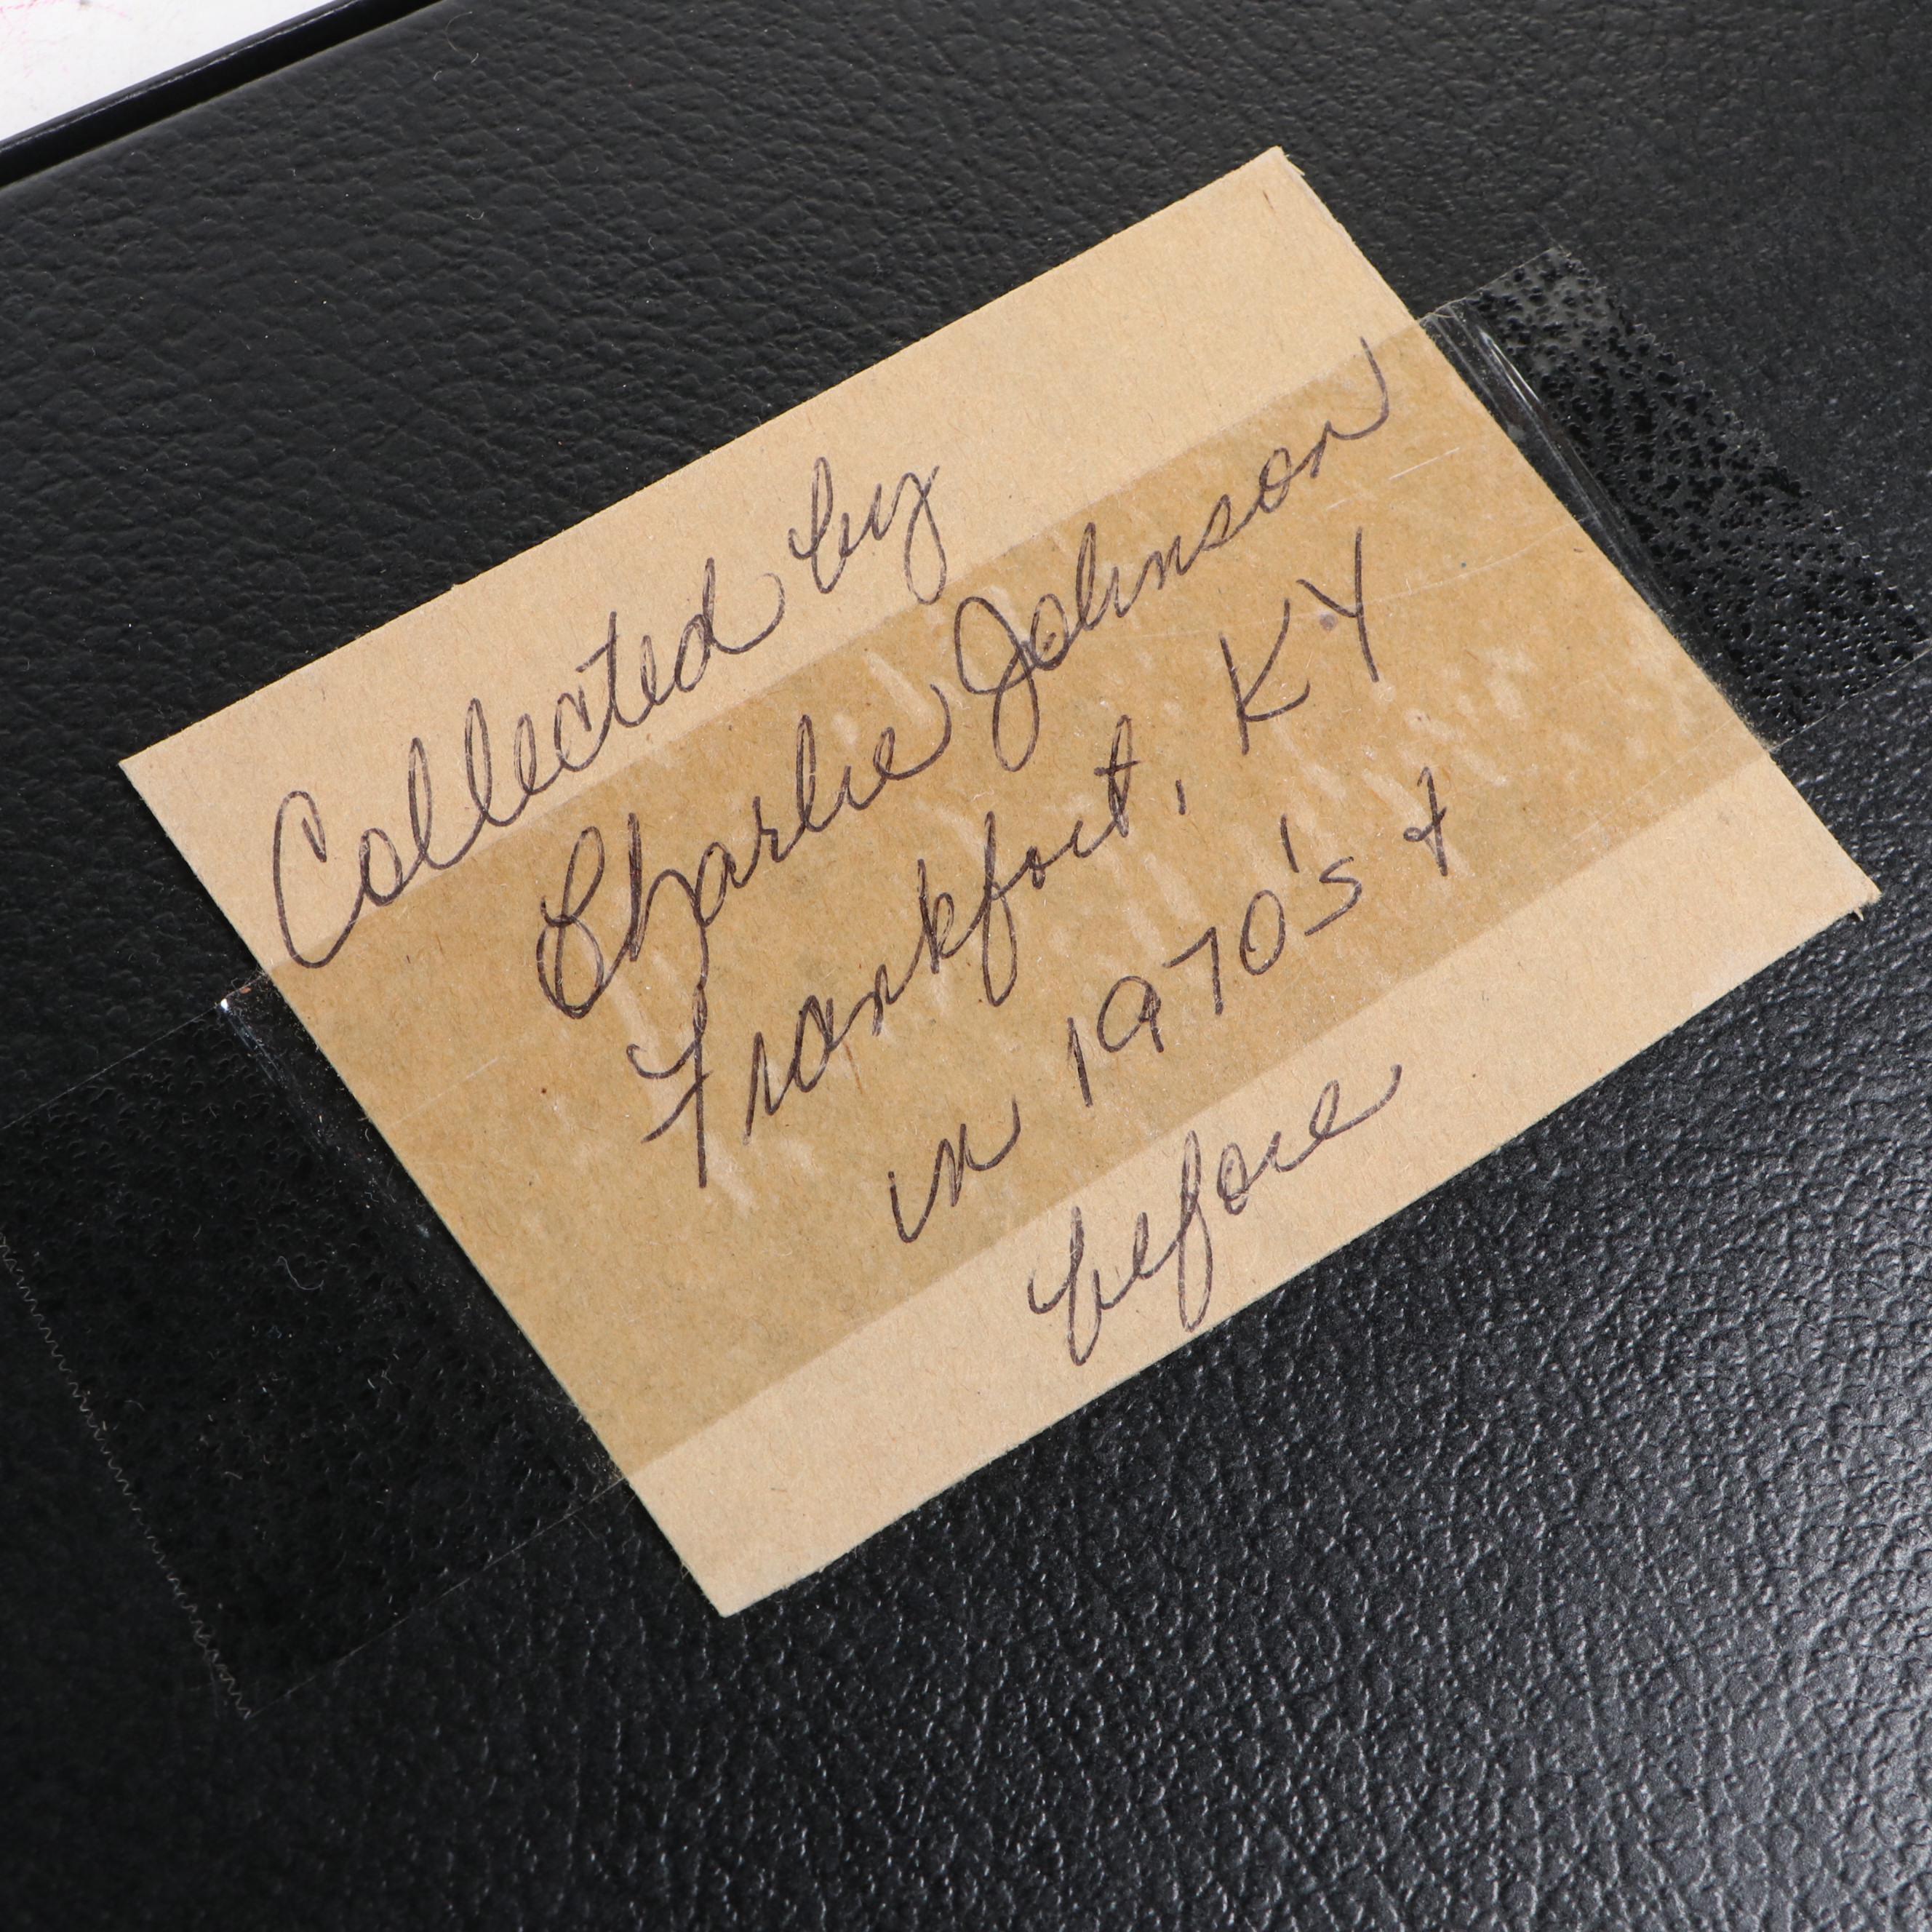 Collected by
Charlie Johnson
Frankfort, KY
in 1970's +
before